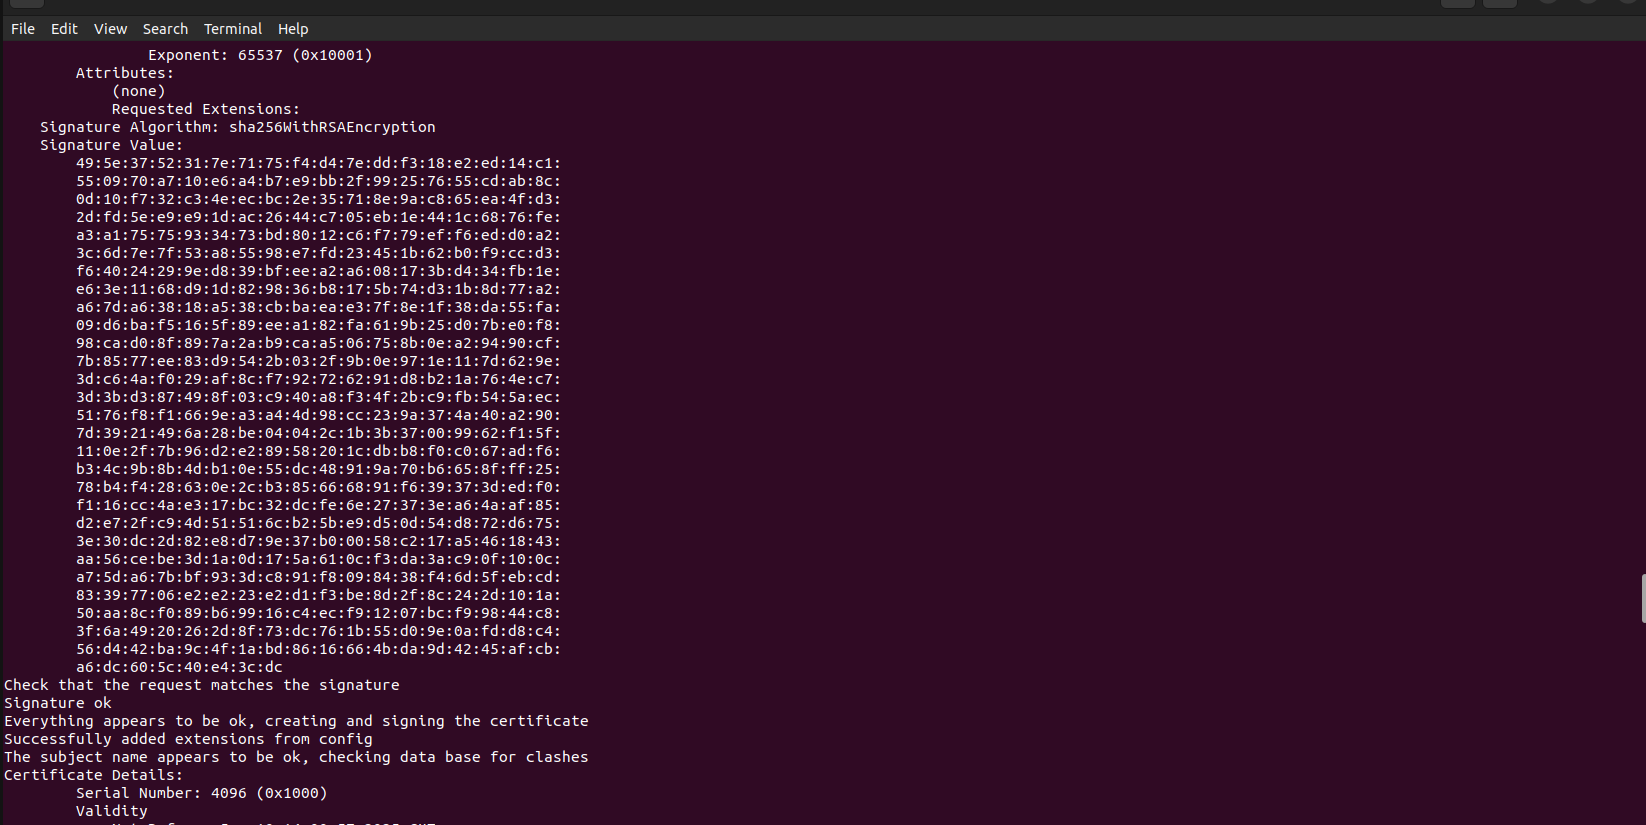 File Edit View Search Terminal Help
Exponent: 65537 (0x10001)
Attributes:
(none)
Requested Extensions:
Signature Algorithm: sha256WithRSAEncryption
Signature Value:
49:5e:37:52:31:7e:71:75:f4:d4:7e:dd:f3:18:e2:ed:14:c1:
55:09:70:a7:10:e6:a4:b7:e9:bb:2f:99:25:76:55:cd:ab:8c:
0d:10:f7:32:c3:4e:ec:bc:2e:35:71:8e:9a:c8:65:ea:4f:d3:
2d:fd:5e:e9:e9:1d:ac:26:44:c7:05:eb:1e:44:1c:68:76:fe:
a3:a1:75:75:93:34:73:bd:80:12:c6:f7:79:ef:f6:ed:d0:a2:
3c:6d:7e:7f:53:a8:55:98:e7:fd:23:45:1b:62:b0:f9:cc:d3:
f6:40:24:29:9e:d8:39:bf:ee:a2:a6:08:17:3b:d4:34:fb:1e:
e6:3e:11:68:d9:1d:82:98:36:b8:17:5b:74:d3:1b:8d:77:a2:
a6:7d:a6:38:18:a5:38:cb:ba:ea:e3:7f:8e:1f:38:da:55:fa:
09:d6:ba:f5:16:5f:89:ee:a1:82:fa:61:9b:25:d0:7b:e0:f8:
98:ca:d0:8f:89:7a:2a:b9:ca:a5:06:75:8b:0e:a2:94:90:cf:
7b:85:77:ee:83:d9:54:2b:03:2f:9b:0e:97:1e:11:7d:62:9e:
3d:c6:4a:f0:29:af:8c:f7:92:72:62:91:d8:b2:1a:76:4e:c7:
3d:3b:d3:87:49:8f:03:c9:40:a8:f3:4f:2b:c9:fb:54:5a:ec:
51:76:f8:f1:66:9e:a3:a4:4d:98:cc:23:9a:37:4a:40:a2:90:
7d:39:21:49:6a:28:be:04:04:2c:1b:3b:37:00:99:62:f1:5f:
11:0e:2f:7b:96:d2:e2:89:58:20:1c:db:b8:f0:c0:67:ad:f6:
b3:4c:9b:8b:4d:b1:0e:55:dc:48:91:9a:70:b6:65:8f:ff:25:
78:b4:f4:28:63:0e:2c:b3:85:66:68:91:f6:39:37:3d:ed:f0:
f1:16:cc:4a:e3:17:bc:32:dc:fe:6e:27:37:3e:a6:4a:af:85:
d2:e7:2f:c9:4d:51:51:6c:b2:5b:e9:d5:0d:54:d8:72:d6:75:
3e:30:dc:2d:82:e8:d7:9e:37:b0:00:58:c2:17:a5:46:18:43:
aa:56:ce:be:3d:1a:0d:17:5a:61:0c:f3:da:3a:c9:0f:10:0c:
a7:5d:a6:7b:bf:93:3d:c8:91:f8:09:84:38:f4:6d:5f:eb:cd:
83:39:77:06:e2:e2:23:e2:d1:f3:be:8d:2f:8c:24:2d:10:1a:
50:aa:8c:f0:89:b6:99:16:c4:ec:f9:12:07:bc:f9:98:44:c8:
3f:6a:49:20:26:2d:8f:73:dc:76:1b:55:d0:9e:0a:fd:d8:c4:
56:d4:42:ba:9c:4f:1a:bd:86:16:66:4b:da:9d:42:45:af:cb:
a6:dc:60:5c:40:e4:3c:dc
Check that the request matches the signature
Signature ok
Everything appears to be ok, creating and signing the certificate
Successfully added extensions from config
The subject name appears to be ok, checking data base for clashes
Certificate Details:
Serial Number: 4096 (0x1000)
Validity